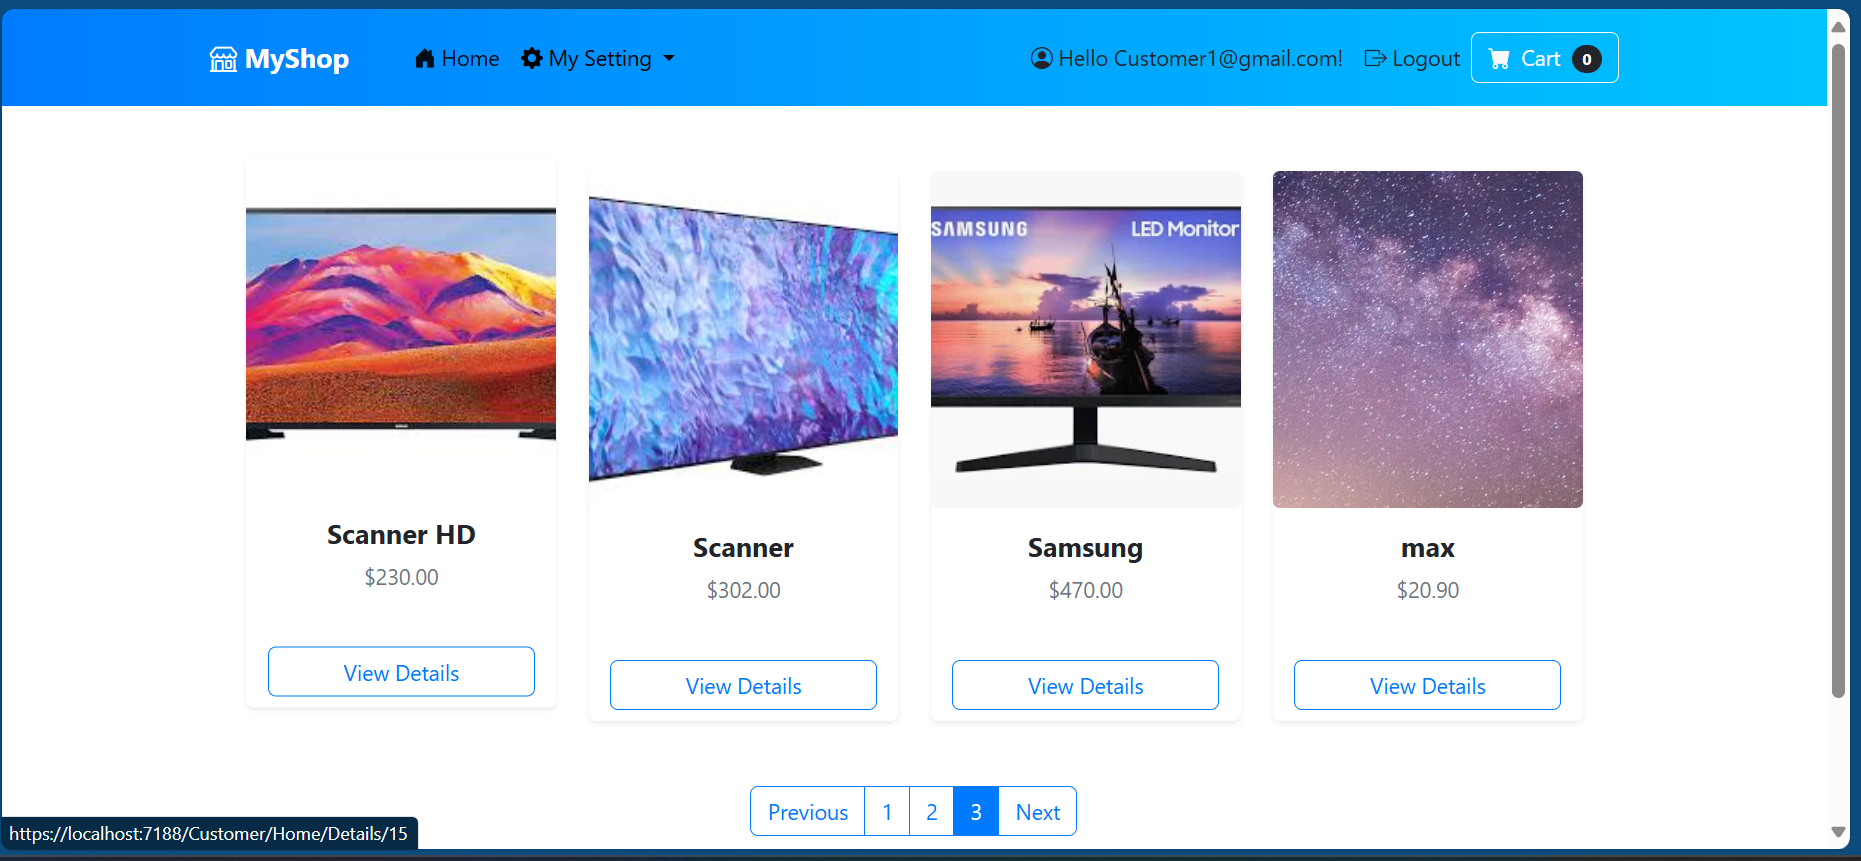 MyShop
Home
My Setting
Hello Customer1@gmail.com!
Logout
Cart 0
SAMSUNG
LED Monitor
Scanner HD
$230.00
View Details
Scanner
$302.00
View Details
Samsung
$470.00
View Details
max
$20.90
View Details
Previous 1 2 3 Next
https://localhost:7188/Customer/Home/Details/15